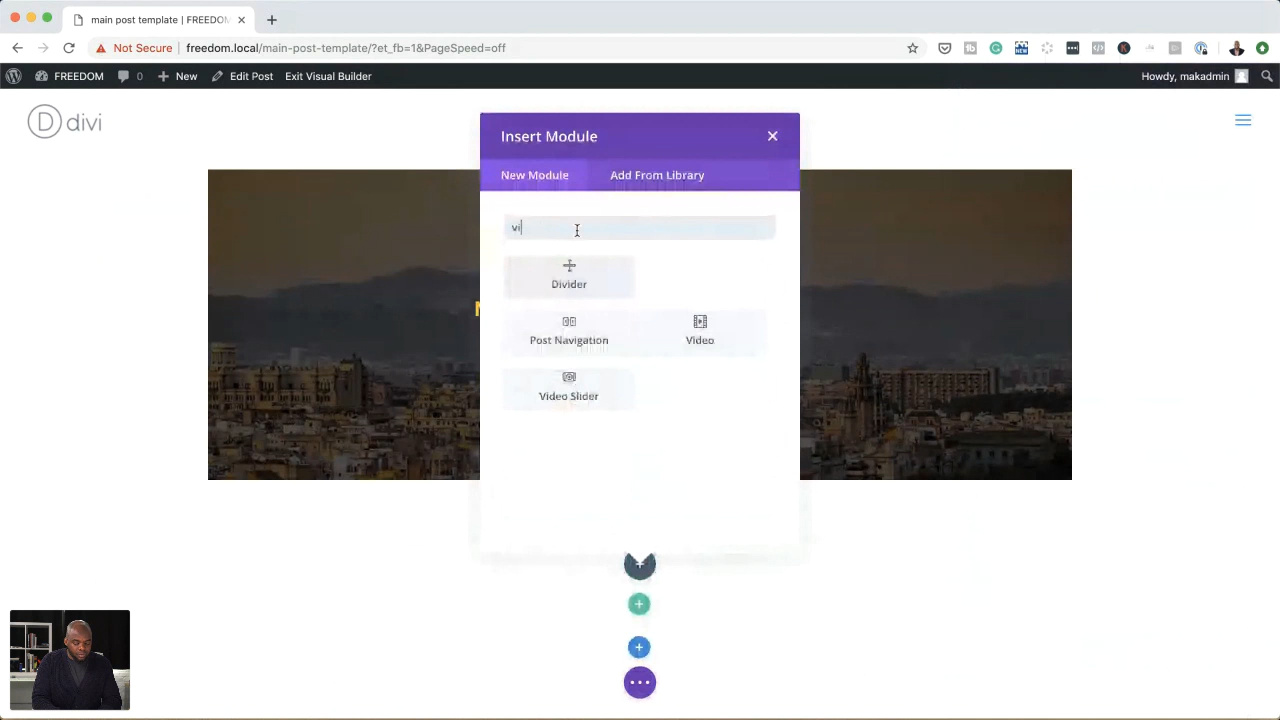 main post template | FREEDOM
Not Secure | freedom.local/main-post-template/?et_fb=1&PageSpeed=off
FREEDOM 0 New Edit Post Exit Visual Builder Howdy, makadmin
D divi
Insert Module
New Module Add From Library
vi
Divider
Post Navigation Video
Video Slider